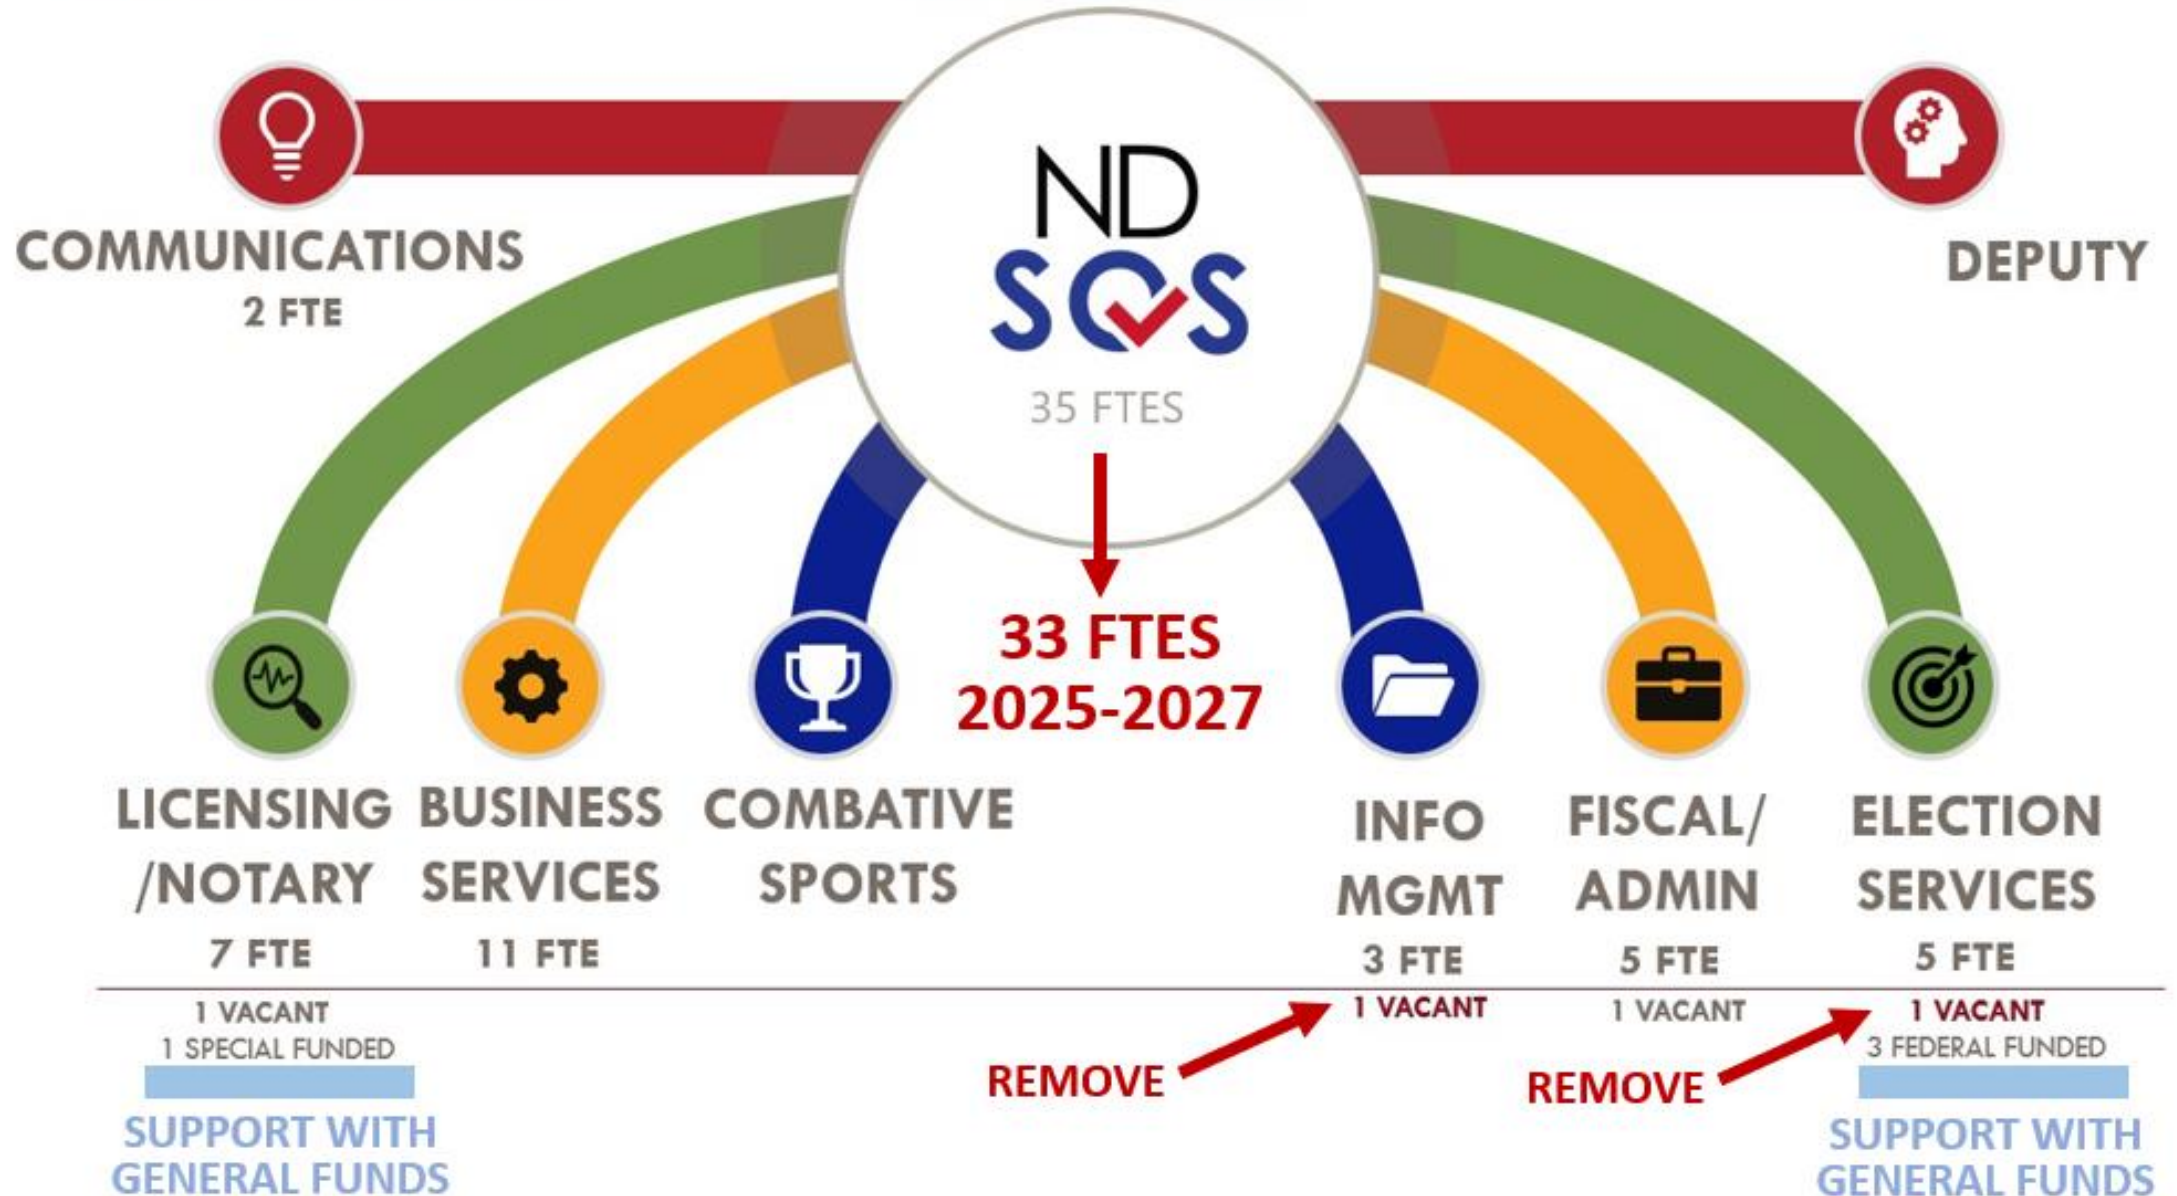 ND
SOS
35 FTES
COMMUNICATIONS
2 FTE
DEPUTY
33 FTES
2025-2027
LICENSING
/NOTARY
7 FTE
1 VACANT
1 SPECIAL FUNDED
SUPPORT WITH
GENERAL FUNDS
BUSINESS
SERVICES
11 FTE
COMBATIVE
SPORTS
INFO
MGMT
3 FTE
1 VACANT
REMOVE
FISCAL/
ADMIN
5 FTE
1 VACANT
REMOVE
ELECTION
SERVICES
5 FTE
1 VACANT
3 FEDERAL FUNDED
SUPPORT WITH
GENERAL FUNDS